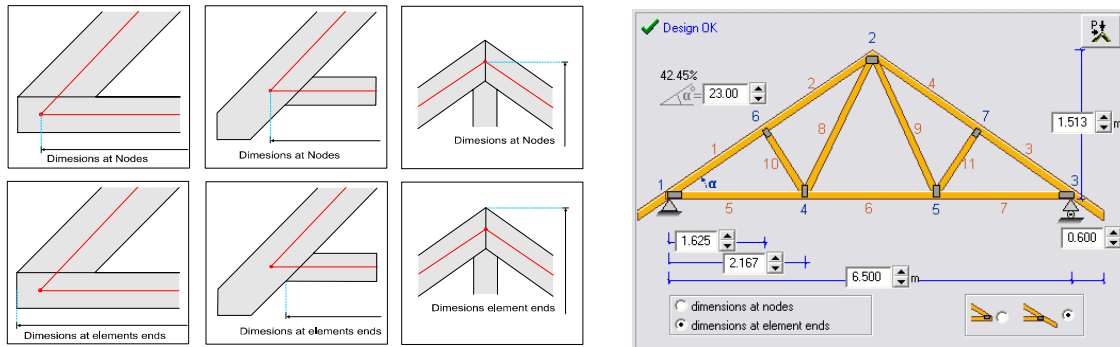 Dimesions at Nodes
Dimesions at Nodes
Dimesions at Nodes
Dimesions at elements ends
Dimesions at elements ends
Dimesions element ends
Design OK
P
2
42.45%
α°=
23.00
2
4
1.513
m
6
7
8
9
1
10
11
3
1
α
3
4
5
5
6
7
1.625
0.600
2.167
6.500
m
dimensions at nodes
dimensions at element ends